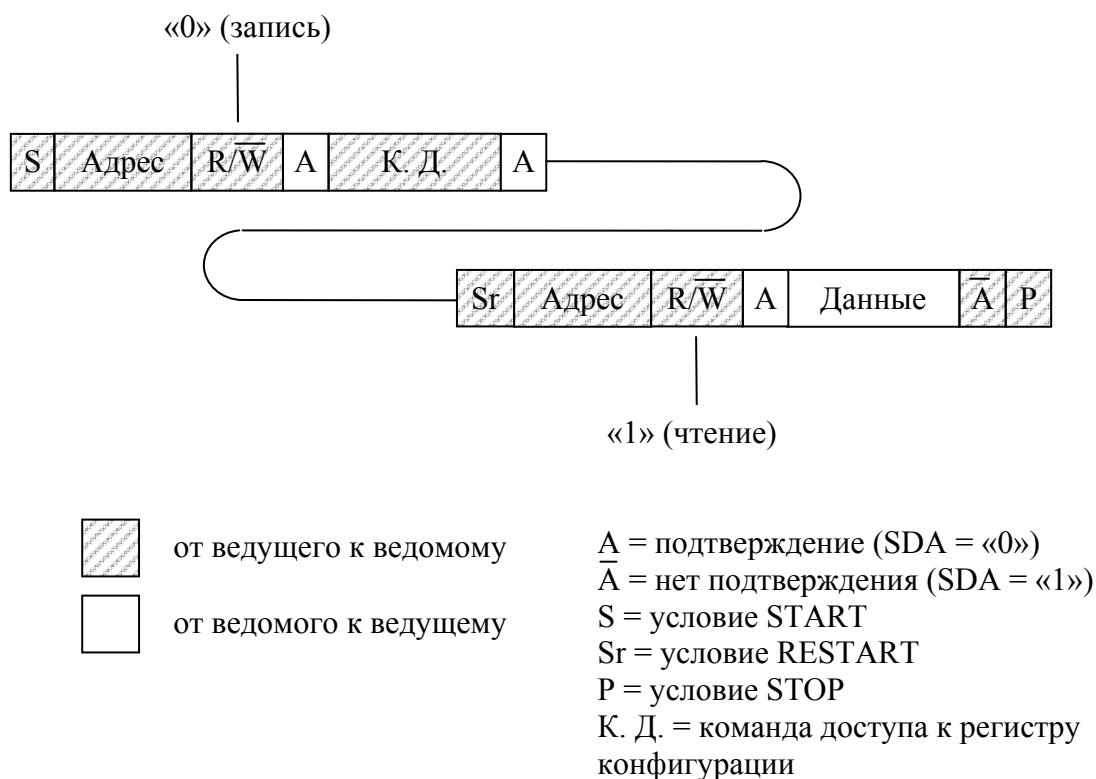 «0» (запись)
S Адрес R/W̅ A К. Д. A
Sr Адрес R/W̅ A Данные A̅ P
«1» (чтение)
от ведущего к ведомому
от ведомого к ведущему
A = подтверждение (SDA = «0»)
A̅ = нет подтверждения (SDA = «1»)
S = условие START
Sr = условие RESTART
P = условие STOP
К. Д. = команда доступа к регистру
конфигурации